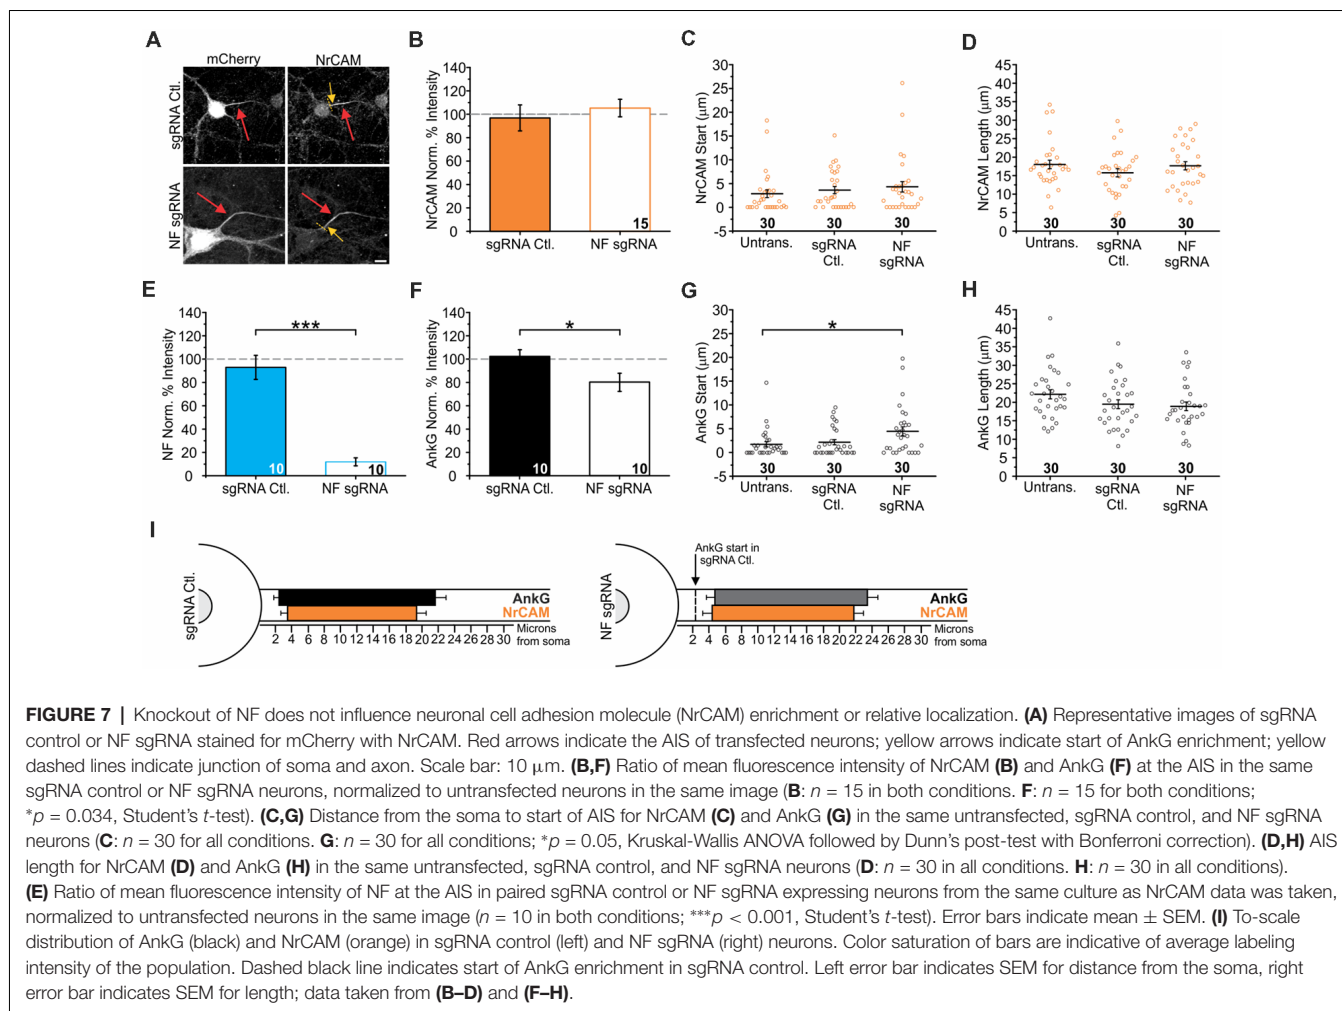 A
mCherry
NrCAM
sgRNA Ctl.
NF sgRNA
B
NrCAM Norm. % Intensity
140
120
100
80
60
40
20
0
15
sgRNA Ctl.
NF sgRNA
C
NrCAM Start (μm)
30
25
20
15
10
5
0
-5
30
30
30
Untrans.
sgRNA
Ctl.
NF
sgRNA
D
NrCAM Length (μm)
45
40
35
30
25
20
15
10
5
0
30
30
30
Untrans.
sgRNA
Ctl.
NF
sgRNA
E
NF Norm. % Intensity
140
120
100
80
60
40
20
0
***
10
10
sgRNA Ctl.
NF sgRNA
F
AnkG Norm. % Intensity
140
120
100
80
60
40
20
0
*
10
10
sgRNA Ctl.
NF sgRNA
G
AnkG Start (μm)
30
25
20
15
10
5
0
-5
*
30
30
30
Untrans.
sgRNA
Ctl.
NF
sgRNA
H
AnkG Length (μm)
45
40
35
30
25
20
15
10
5
0
30
30
30
Untrans.
sgRNA
Ctl.
NF
sgRNA
I
sgRNA Ctl.
AnkG
NrCAM
2 4 6 8 10 12 14 16 18 20 22 24 26 28 30
Microns
from soma
NF sgRNA
AnkG start in
sgRNA Ctl.
AnkG
NrCAM
2 4 6 8 10 12 14 16 18 20 22 24 26 28 30
Microns
from soma
FIGURE 7 | Knockout of NF does not influence neuronal cell adhesion molecule (NrCAM) enrichment or relative localization. (A) Representative images of sgRNA
control or NF sgRNA stained for mCherry with NrCAM. Red arrows indicate the AIS of transfected neurons; yellow arrows indicate start of AnkG enrichment; yellow
dashed lines indicate junction of soma and axon. Scale bar: 10 μm. (B,F) Ratio of mean fluorescence intensity of NrCAM (B) and AnkG (F) at the AIS in the same
sgRNA control or NF sgRNA neurons, normalized to untransfected neurons in the same image (B: n = 15 in both conditions. F: n = 15 for both conditions;
*p = 0.034, Student's t-test). (C,G) Distance from the soma to start of AIS for NrCAM (C) and AnkG (G) in the same untransfected, sgRNA control, and NF sgRNA
neurons (C: n = 30 for all conditions. G: n = 30 for all conditions; *p = 0.05, Kruskal-Wallis ANOVA followed by Dunn's post-test with Bonferroni correction). (D,H) AIS
length for NrCAM (D) and AnkG (H) in the same untransfected, sgRNA control, and NF sgRNA neurons (D: n = 30 in all conditions. H: n = 30 in all conditions).
(E) Ratio of mean fluorescence intensity of NF at the AIS in paired sgRNA control or NF sgRNA expressing neurons from the same culture as NrCAM data was taken,
normalized to untransfected neurons in the same image (n = 10 in both conditions; ***p < 0.001, Student's t-test). Error bars indicate mean ± SEM. (I) To-scale
distribution of AnkG (black) and NrCAM (orange) in sgRNA control (left) and NF sgRNA (right) neurons. Color saturation of bars are indicative of average labeling
intensity of the population. Dashed black line indicates start of AnkG enrichment in sgRNA control. Left error bar indicates SEM for distance from the soma, right
error bar indicates SEM for length; data taken from (B–D) and (F–H).